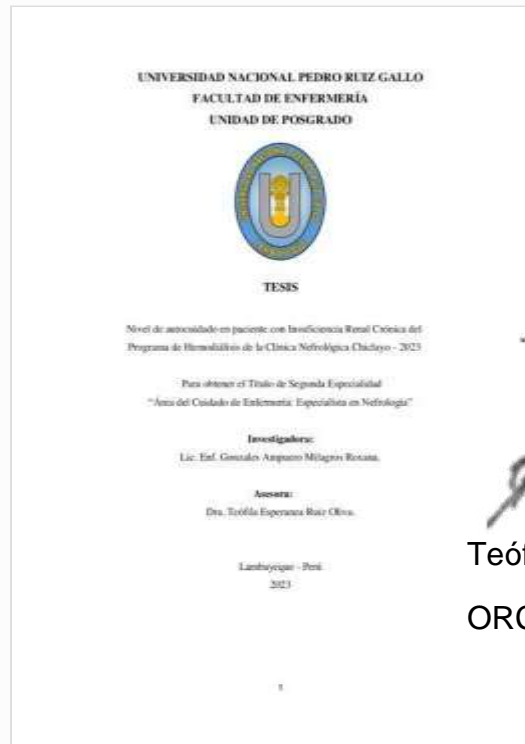 UNIVERSIDAD NACIONAL PEDRO RUIZ GALLO
FACULTAD DE ENFERMERÍA
UNIDAD DE POSGRADO
TESIS
Nivel de autocuidado en paciente con Insuficiencia Renal Crónica del
Programa de Hemodiálisis de la Clínica Nefrológica Chiclayo - 2023
Para obtener el Título de Segunda Especialidad
"Área del Cuidado de Enfermería: Especialista en Nefrología"
Investigadora:
Lic. Enf. Gonzales Ampuero Milagros Roxana.
Asesora:
Dra. Teófila Esperanza Ruiz Oliva.
Lambayeque - Perú
2023
1
Teóf
ORC